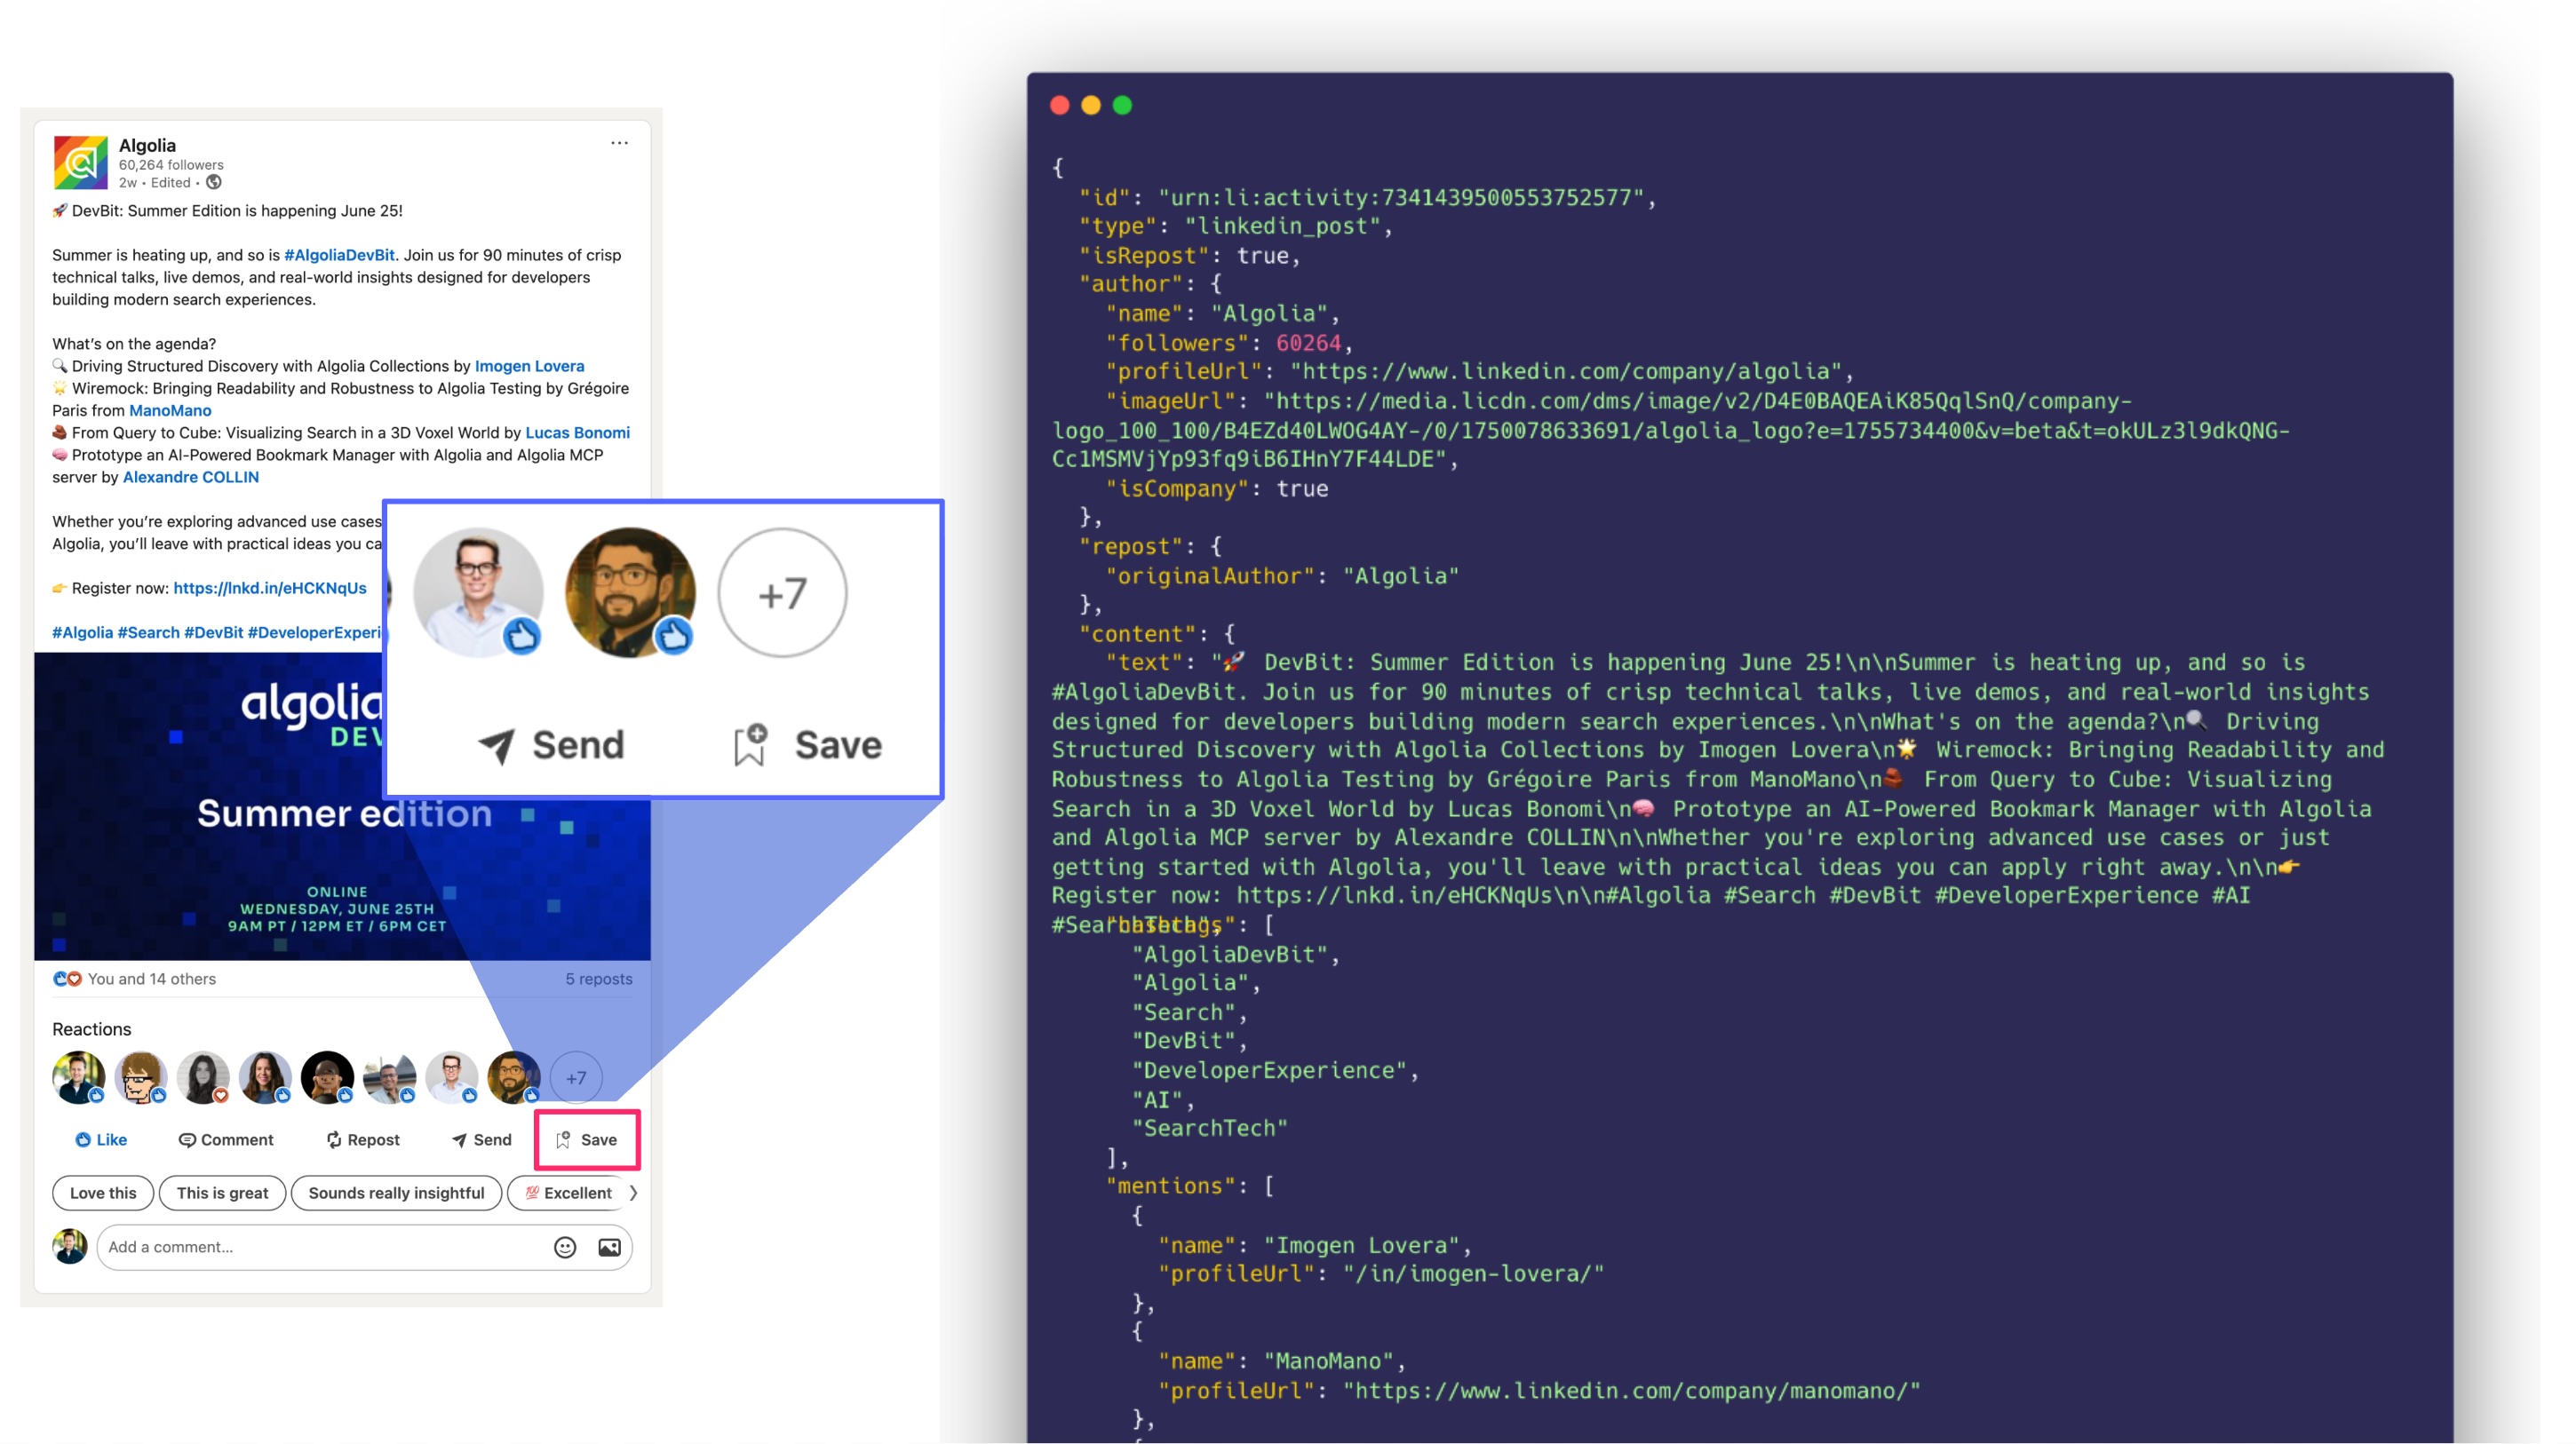 Algolia
60,264 followers
2w • Edited •
🚀 DevBit: Summer Edition is happening June 25!
Summer is heating up, and so is #AlgoliaDevBit. Join us for 90 minutes of crisp
technical talks, live demos, and real-world insights designed for developers
building modern search experiences.
What's on the agenda?
🔍 Driving Structured Discovery with Algolia Collections by Imogen Lovera
🌟 Wiremock: Bringing Readability and Robustness to Algolia Testing by Grégoire
Paris from ManoMano
From Query to Cube: Visualizing Search in a 3D Voxel World by Lucas Bonomi
🧠 Prototype an AI-Powered Bookmark Manager with Algolia and Algolia MCP
server by Alexandre COLLIN
Whether you're exploring advanced use cases
Algolia, you'll leave with practical ideas you ca
👉 Register now: https://lnkd.in/eHCKNqUs
#Algolia #Search #DevBit #DeveloperExperi
algolia
DEV
Summer edition
ONLINE
WEDNESDAY, JUNE 25TH
9AM PT / 12PM ET / 6PM CET
You and 14 others
5 reposts
Reactions
+7
Like
Comment
Repost
Send
Save
Love this
This is great
Sounds really insightful
💯 Excellent
Add a comment...
+7
Send
Save
{
"id": "urn:li:activity:7341439500553752577",
"type": "linkedin_post",
"isRepost": true,
"author": {
"name": "Algolia",
"followers": 60264,
"profileUrl": "https://www.linkedin.com/company/algolia",
"imageUrl": "https://media.licdn.com/dms/image/v2/D4E0BAQEAiK85QqlSnQ/company-
logo_100_100/B4EZd40LWOG4AY-/0/1750078633691/algolia_logo?e=1755734400&v=beta&t=okULz3l9dkQNG-
Cc1MSMVjYp93fq9iB6IHnY7F44LDE",
"isCompany": true
},
"repost": {
"originalAuthor": "Algolia"
},
"content": {
"text": "🚀 DevBit: Summer Edition is happening June 25!\n\nSummer is heating up, and so is
#AlgoliaDevBit. Join us for 90 minutes of crisp technical talks, live demos, and real-world insights
designed for developers building modern search experiences.\n\nWhat's on the agenda?\n🔍 Driving
Structured Discovery with Algolia Collections by Imogen Lovera\n🌟 Wiremock: Bringing Readability and
Robustness to Algolia Testing by Grégoire Paris from ManoMano\n From Query to Cube: Visualizing
Search in a 3D Voxel World by Lucas Bonomi\n🧠 Prototype an AI-Powered Bookmark Manager with Algolia
and Algolia MCP server by Alexandre COLLIN\n\nWhether you're exploring advanced use cases or just
getting started with Algolia, you'll leave with practical ideas you can apply right away.\n\n👉
Register now: https://lnkd.in/eHCKNqUs\n\n#Algolia #Search #DevBit #DeveloperExperience #AI
#SearchTech",
"hashtags": [
"AlgoliaDevBit",
"Algolia",
"Search",
"DevBit",
"DeveloperExperience",
"AI",
"SearchTech"
],
"mentions": [
{
"name": "Imogen Lovera",
"profileUrl": "/in/imogen-lovera/"
},
{
"name": "ManoMano",
"profileUrl": "https://www.linkedin.com/company/manomano/"
},